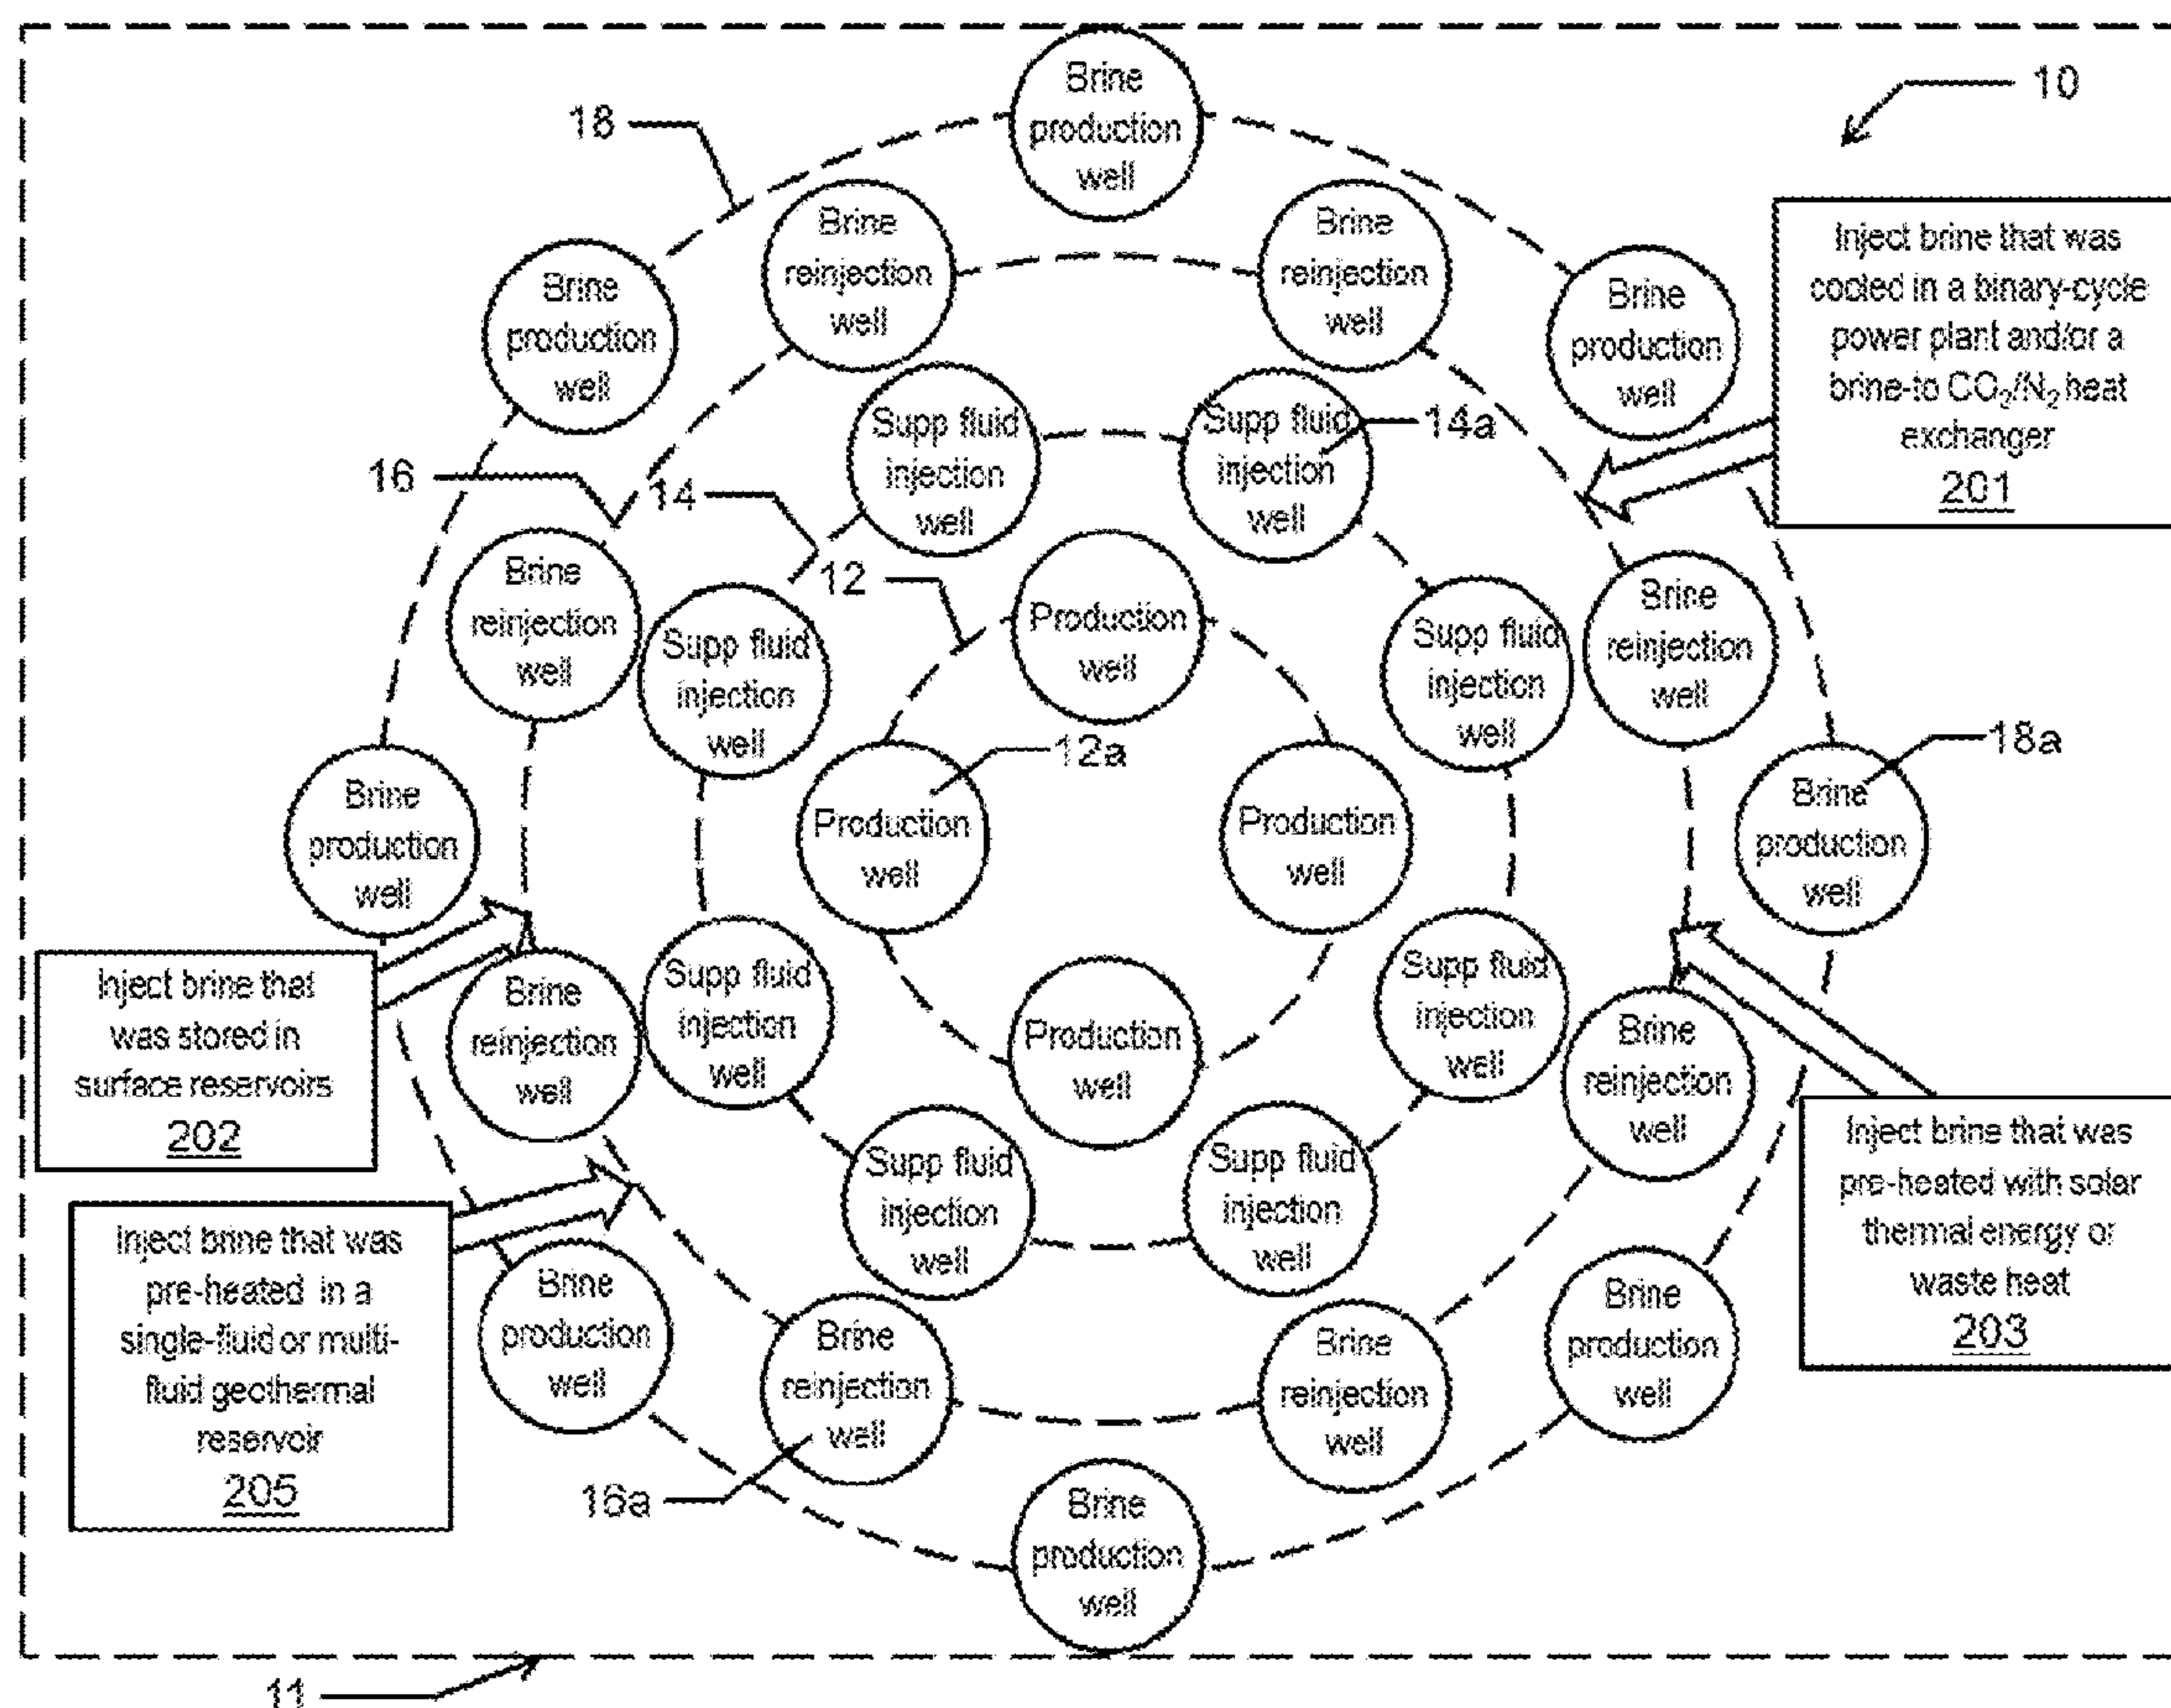 10
Brine
production
well
18
Brine
reinjection
well
Brine
reinjection
well
Inject brine that was
cooled in a binary-cycle
power plant and/or a
brine-to CO₂/N₂ heat
exchanger
201
Brine
production
well
Brine
production
well
Supp fluid
injection
well
Supp fluid
injection
well
14a
16
14
12
Brine
reinjection
well
Supp fluid
injection
well
Production
well
Supp fluid
injection
well
Brine
reinjection
well
12a
18a
Brine
production
well
Production
well
Production
well
Brine
production
well
Inject brine that
was stored in
surface reservoirs
202
Brine
reinjection
well
Supp fluid
injection
well
Production
well
Supp fluid
injection
well
Brine
reinjection
well
Inject brine that was
pre-heated with solar
thermal energy or
waste heat
203
Inject brine that was
pre-heated in a
single-fluid or multi-
fluid geothermal
reservoir
205
Supp fluid
injection
well
Supp fluid
injection
well
Brine
production
well
Brine
reinjection
well
Brine
reinjection
well
Brine
production
well
16a
Brine
production
well
11